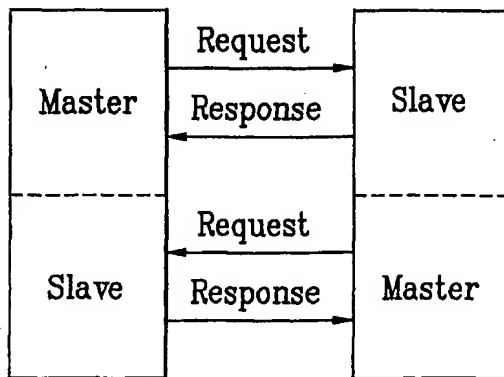 Request
Master
Slave
Response
Request
Slave
Response
Master